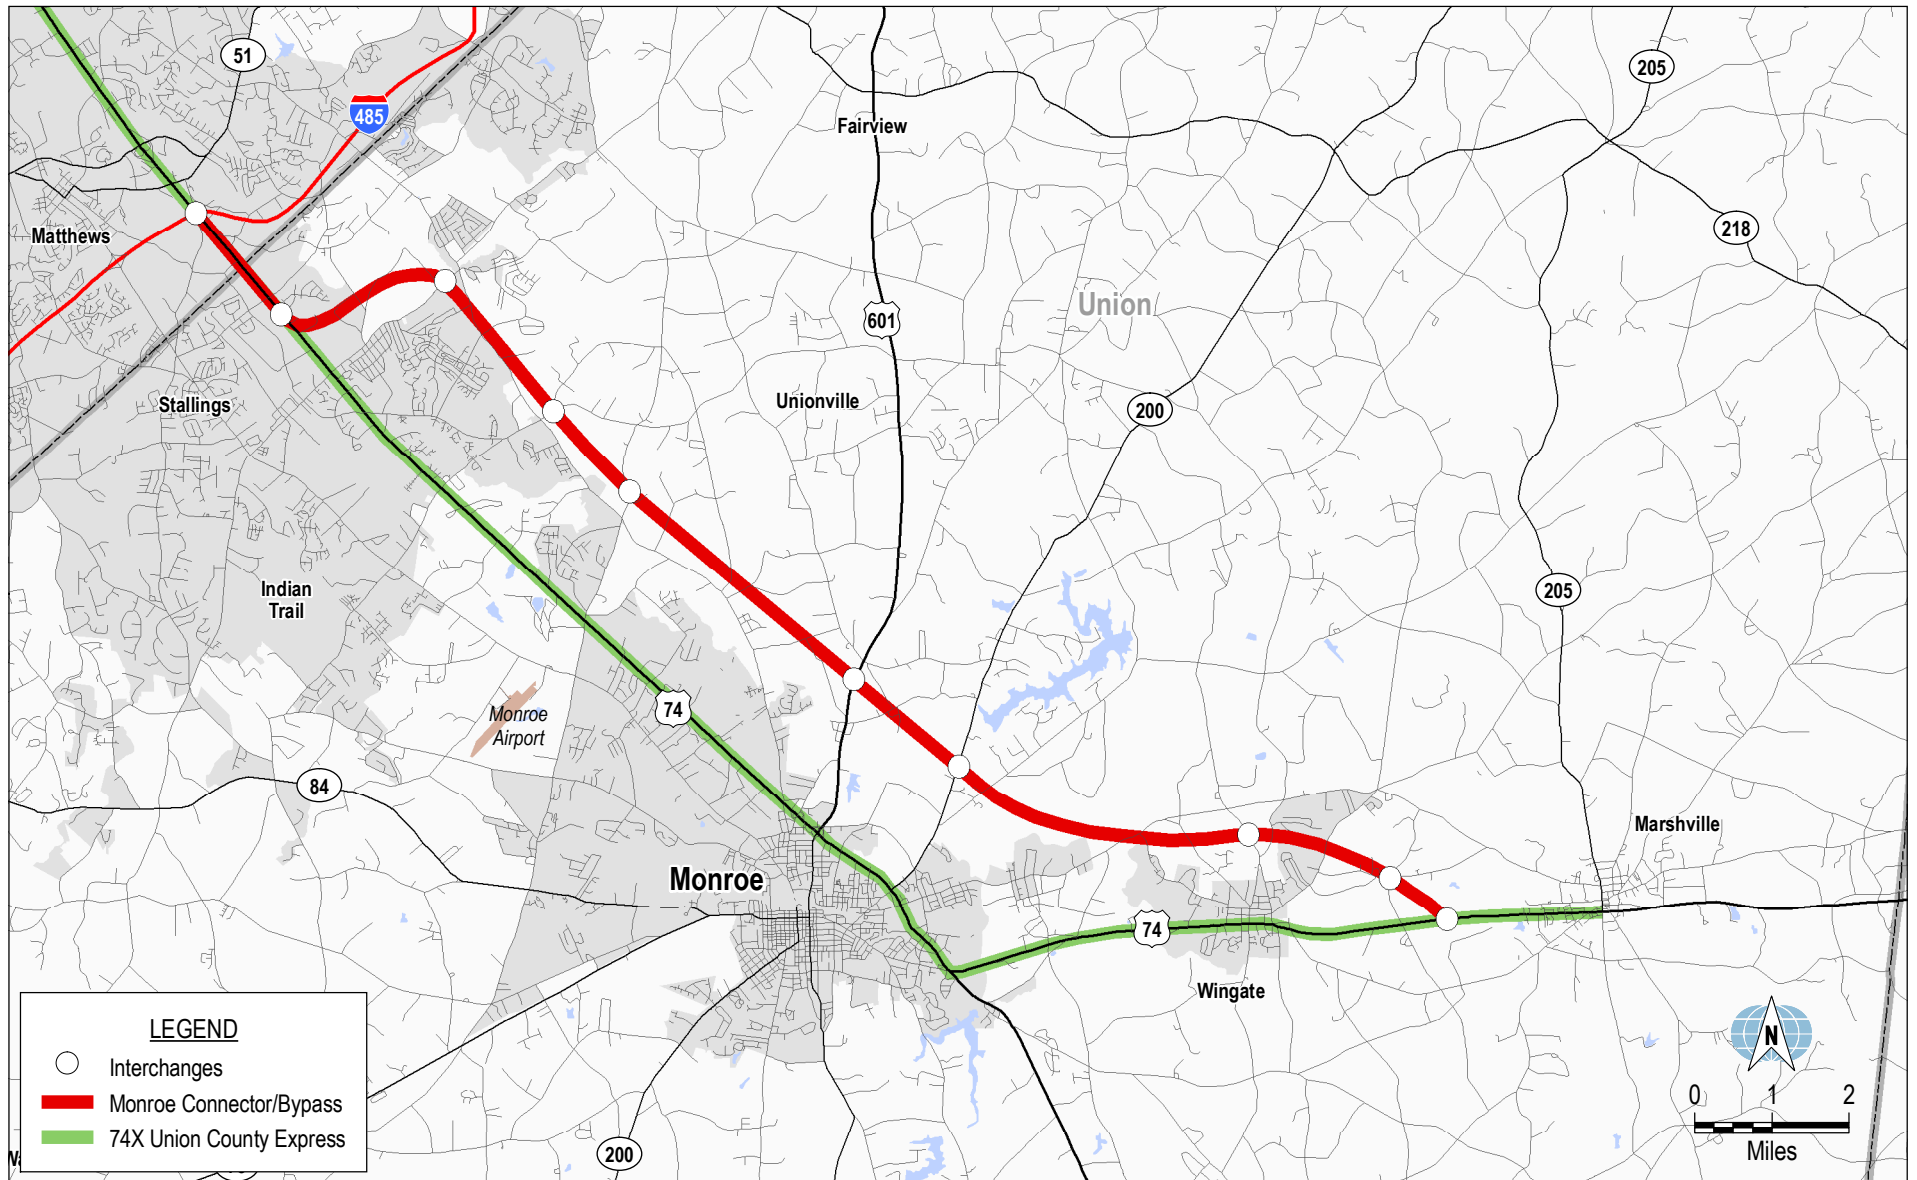 51
205
485
Fairview
218
Matthews
Union
601
Unionville
Stallings
200
Indian
Trail
205
74
Monroe
Airport
84
Marshville
Monroe
74
Wingate
LEGEND
Interchanges
Monroe Connector/Bypass
74X Union County Express
200
N
0 1 2
Miles